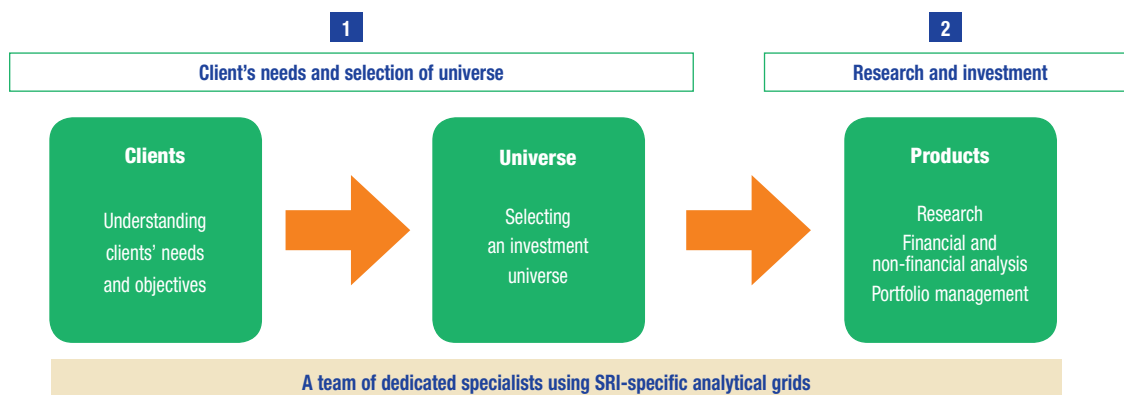 1
2
Client’s needs and selection of universe
Research and investment
Clients
Understanding
clients’ needs
and objectives
Universe
Selecting
an investment
universe
Products
Research
Financial and
non-financial analysis
Portfolio management
A team of dedicated specialists using SRI-specific analytical grids